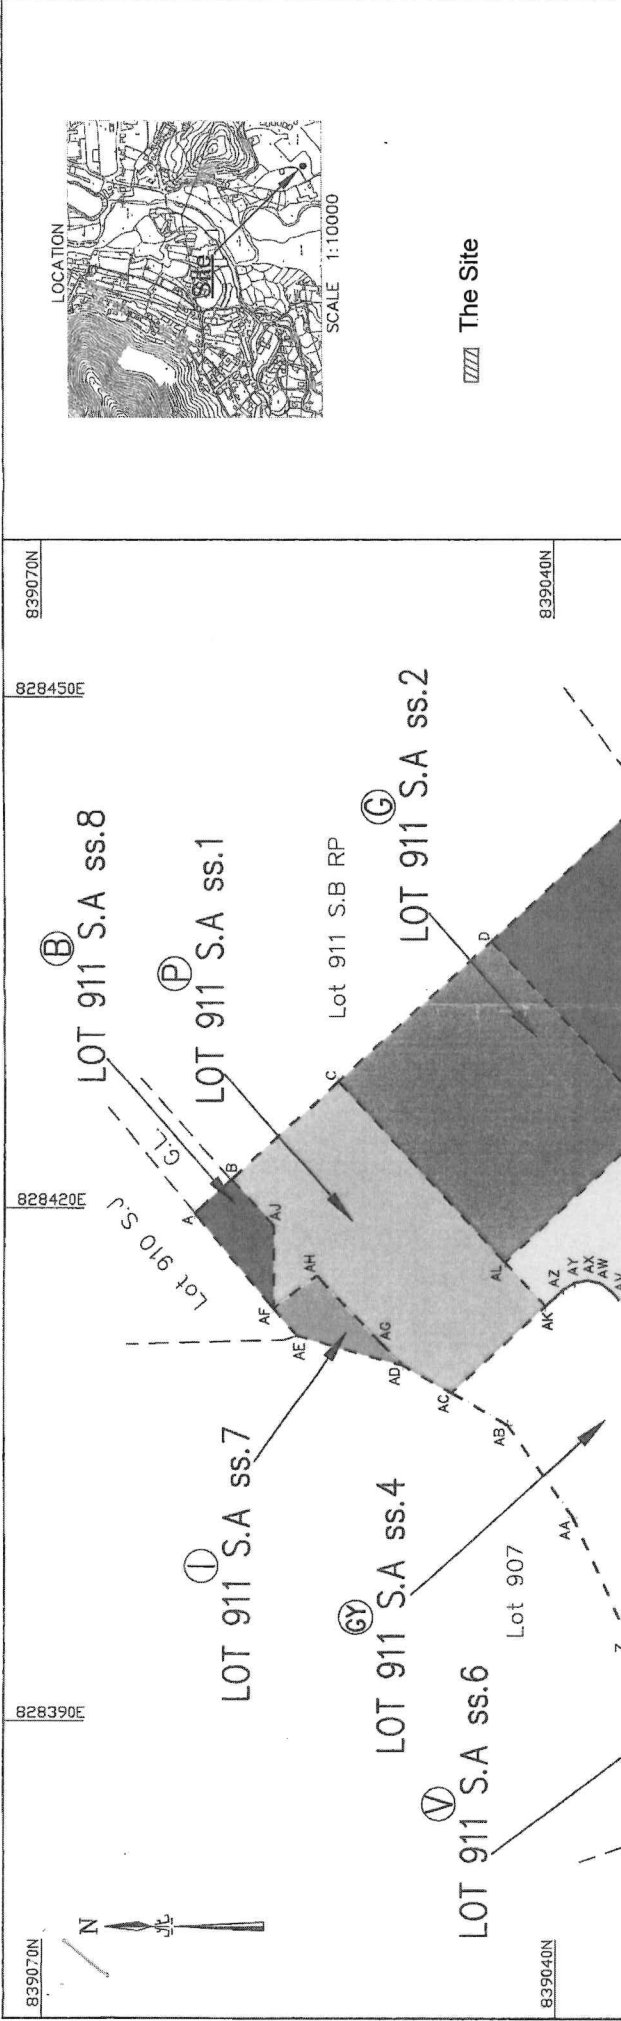 LOCATION
Site
SCALE 1:10000
The Site
839070N
828450E
839040N
B
LOT 911 S.A ss.8
P
LOT 911 S.A ss.1
Lot 911 S.B RP
G
LOT 911 S.A ss.2
G.L.
Lot 910 S.J
828420E
A
B
C
D
AJ
AH
AF
AE
AG
AD
AC
AB
AA
AL
AK
AZ
AY
AX
AW
AV
Z
I
LOT 911 S.A ss.7
GY
LOT 911 S.A ss.4
Lot 907
V
LOT 911 S.A ss.6
828390E
N
北
839070N
839040N